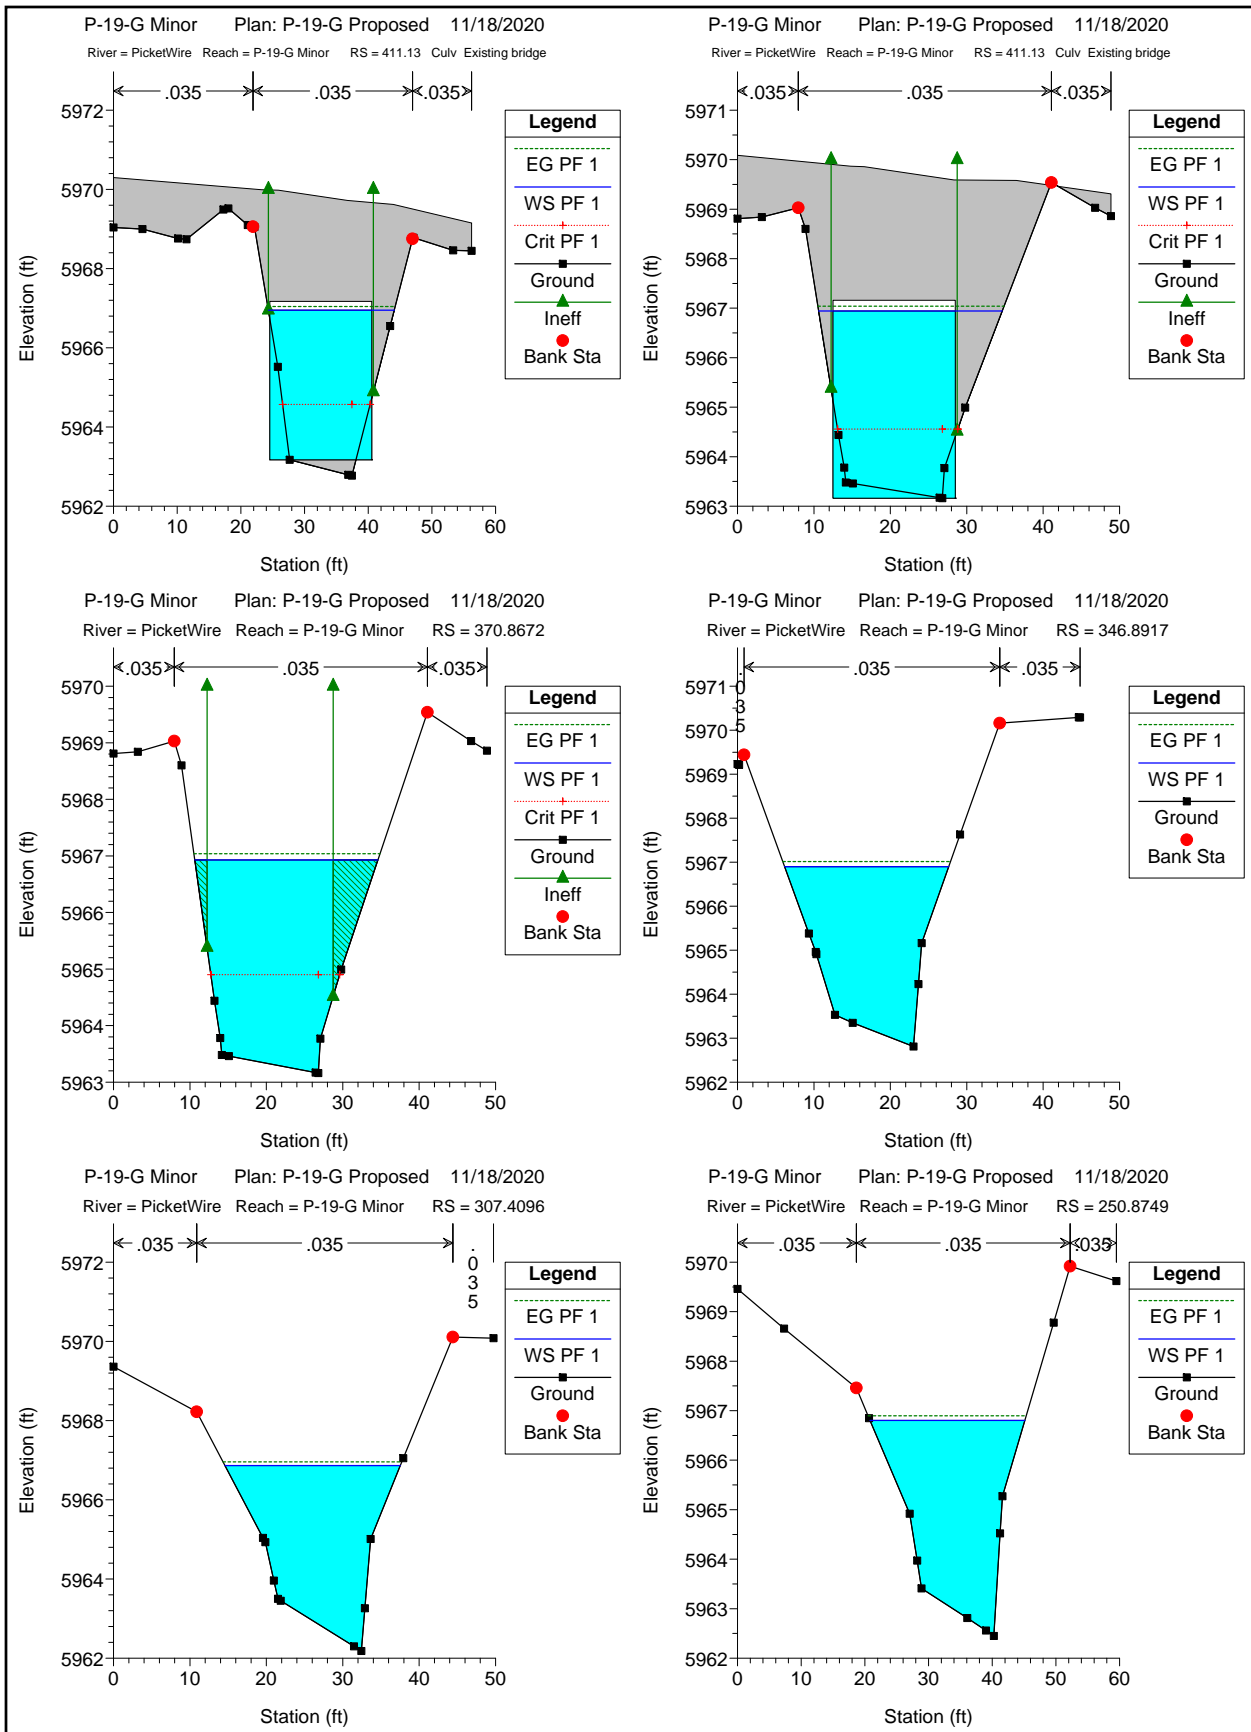 P-19-G Minor Plan: P-19-G Proposed 11/18/2020
River = PicketWire Reach = P-19-G Minor RS = 411.13 Culv Existing bridge
.035 .035 .035
5972
5970
5968
5966
5964
5962
Elevation (ft)
0 10 20 30 40 50 60
Station (ft)
Legend
EG PF 1
WS PF 1
Crit PF 1
Ground
Ineff
Bank Sta
P-19-G Minor Plan: P-19-G Proposed 11/18/2020
River = PicketWire Reach = P-19-G Minor RS = 411.13 Culv Existing bridge
.035 .035 .035
5971
5970
5969
5968
5967
5966
5965
5964
5963
Elevation (ft)
0 10 20 30 40 50
Station (ft)
Legend
EG PF 1
WS PF 1
Crit PF 1
Ground
Ineff
Bank Sta
P-19-G Minor Plan: P-19-G Proposed 11/18/2020
River = PicketWire Reach = P-19-G Minor RS = 370.8672
.035 .035 .035
5970
5969
5968
5967
5966
5965
5964
5963
Elevation (ft)
0 10 20 30 40 50
Station (ft)
Legend
EG PF 1
WS PF 1
Crit PF 1
Ground
Ineff
Bank Sta
P-19-G Minor Plan: P-19-G Proposed 11/18/2020
River = PicketWire Reach = P-19-G Minor RS = 346.8917
.035 .035 .035
5971
5970
5969
5968
5967
5966
5965
5964
5963
5962
Elevation (ft)
0 10 20 30 40 50
Station (ft)
Legend
EG PF 1
WS PF 1
Ground
Bank Sta
P-19-G Minor Plan: P-19-G Proposed 11/18/2020
River = PicketWire Reach = P-19-G Minor RS = 307.4096
.035 .035 .035
5972
5970
5968
5966
5964
5962
Elevation (ft)
0 10 20 30 40 50
Station (ft)
Legend
EG PF 1
WS PF 1
Ground
Bank Sta
P-19-G Minor Plan: P-19-G Proposed 11/18/2020
River = PicketWire Reach = P-19-G Minor RS = 250.8749
.035 .035 .035
5970
5969
5968
5967
5966
5965
5964
5963
5962
Elevation (ft)
0 10 20 30 40 50 60
Station (ft)
Legend
EG PF 1
WS PF 1
Ground
Bank Sta